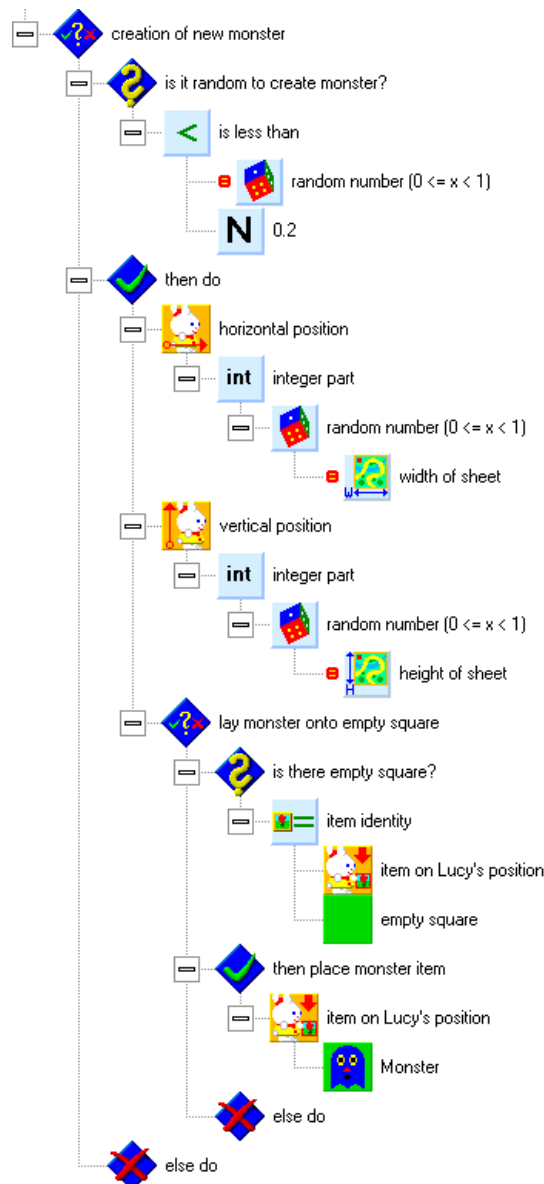 creation of new monster
is it random to create monster?
< is less than
random number (0 <= x < 1)
N 0.2
then do
horizontal position
int integer part
random number (0 <= x < 1)
W width of sheet
vertical position
int integer part
random number (0 <= x < 1)
H height of sheet
lay monster onto empty square
is there empty square?
= item identity
item on Lucy's position
empty square
then place monster item
item on Lucy's position
Monster
else do
else do